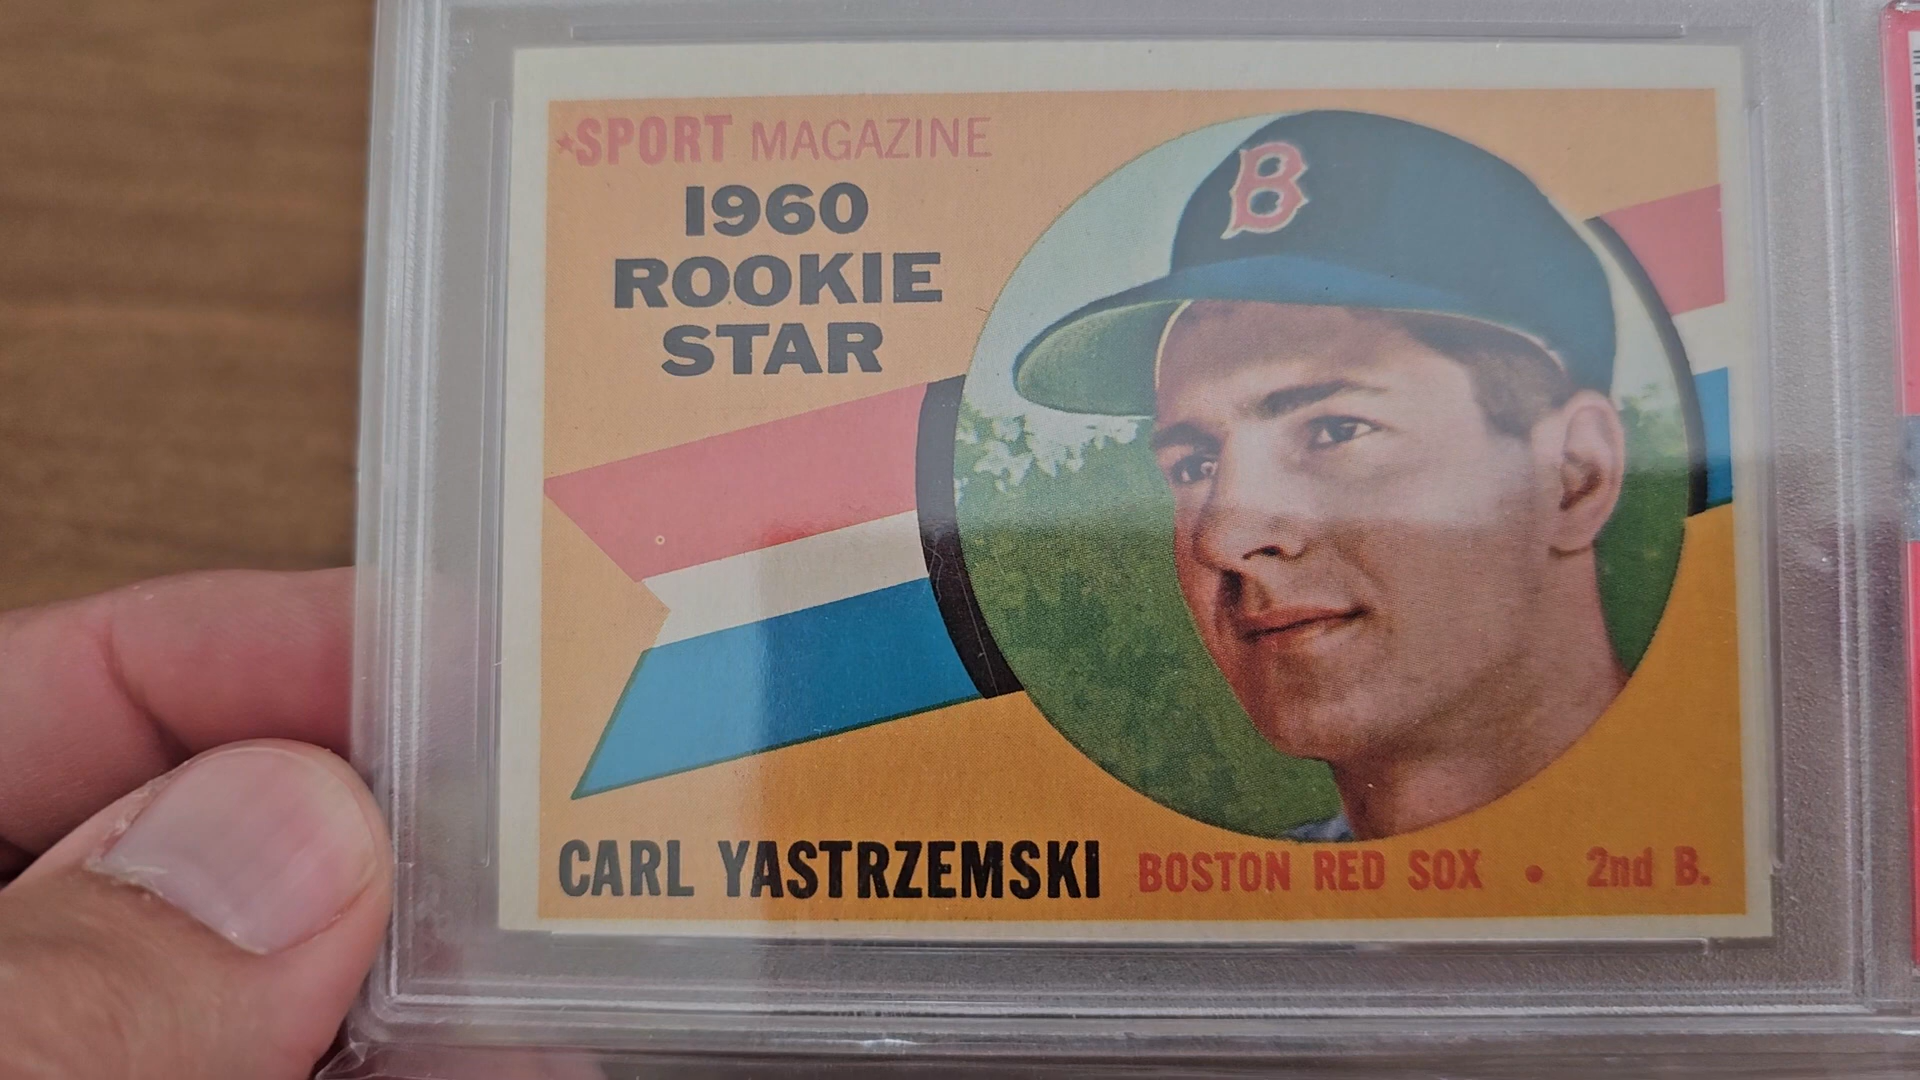 ★SPORT MAGAZINE
1960
ROOKIE
STAR
B
CARL YASTRZEMSKI BOSTON RED SOX • 2nd B.